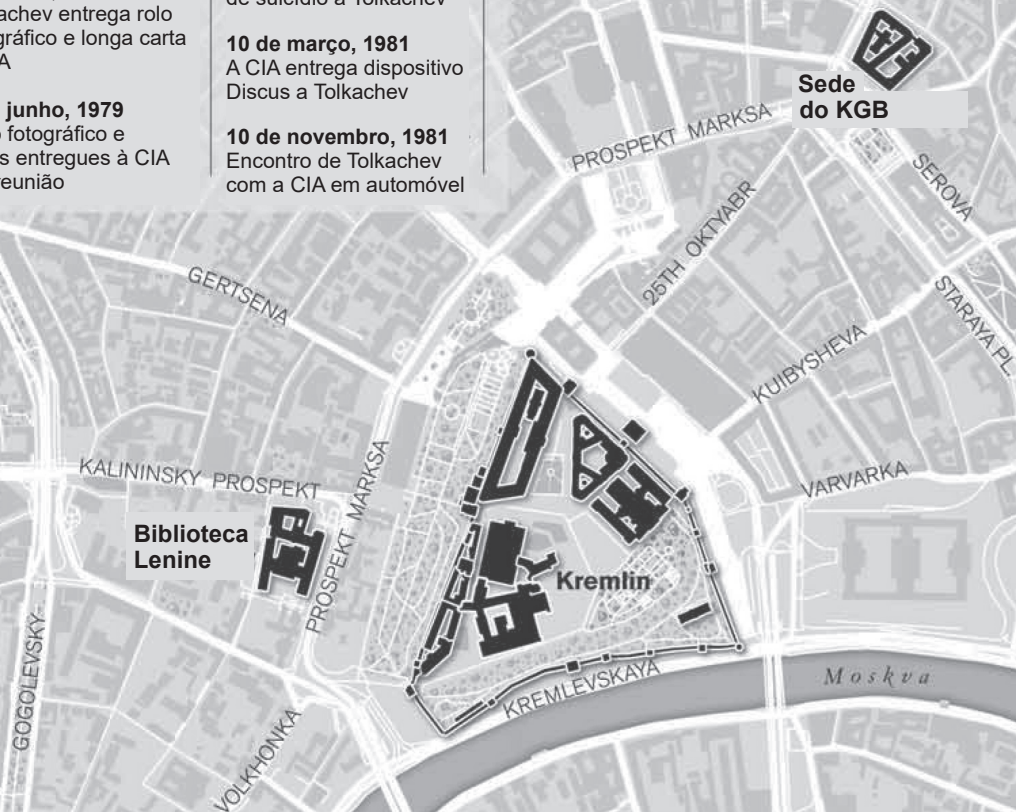 achev entrega rolo
gráfico e longa carta
A
junho, 1979
fotográfico e
s entregues à CIA
reunião
de suicídio a Tolkachev
10 de março, 1981
A CIA entrega dispositivo
Discus a Tolkachev
10 de novembro, 1981
Encontro de Tolkachev
com a CIA em automóvel
Sede
do KGB
PROSPEKT MARKSA
SEROVA
25TH OKTYABR
STARAYA PL.
GERTSENA
KUIBYSHEVA
KALININSKY PROSPEKT
PROSPEKT MARKSA
VARVARKA
Biblioteca
Lenine
Kremlin
GOGOLEVSKY
KREMLEVSKAYA
Moskva
VOLKHONKA